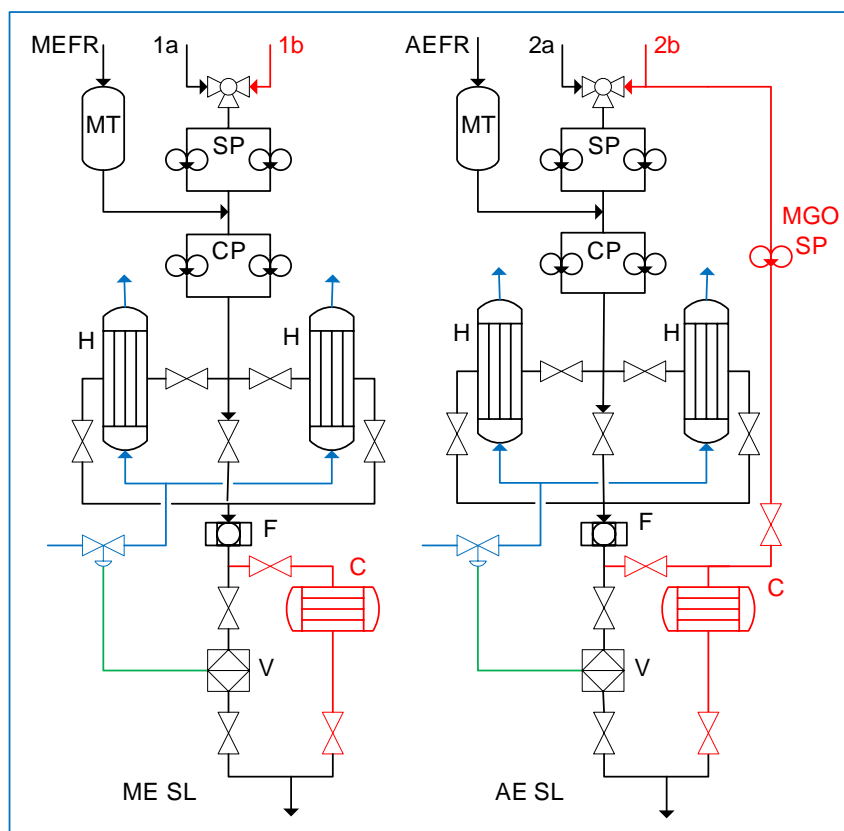 MEFR
1a
1b
MT
SP
CP
H
H
F
C
V
ME SL
AEFR
2a
2b
MT
SP
MGO
SP
CP
H
H
F
C
V
AE SL